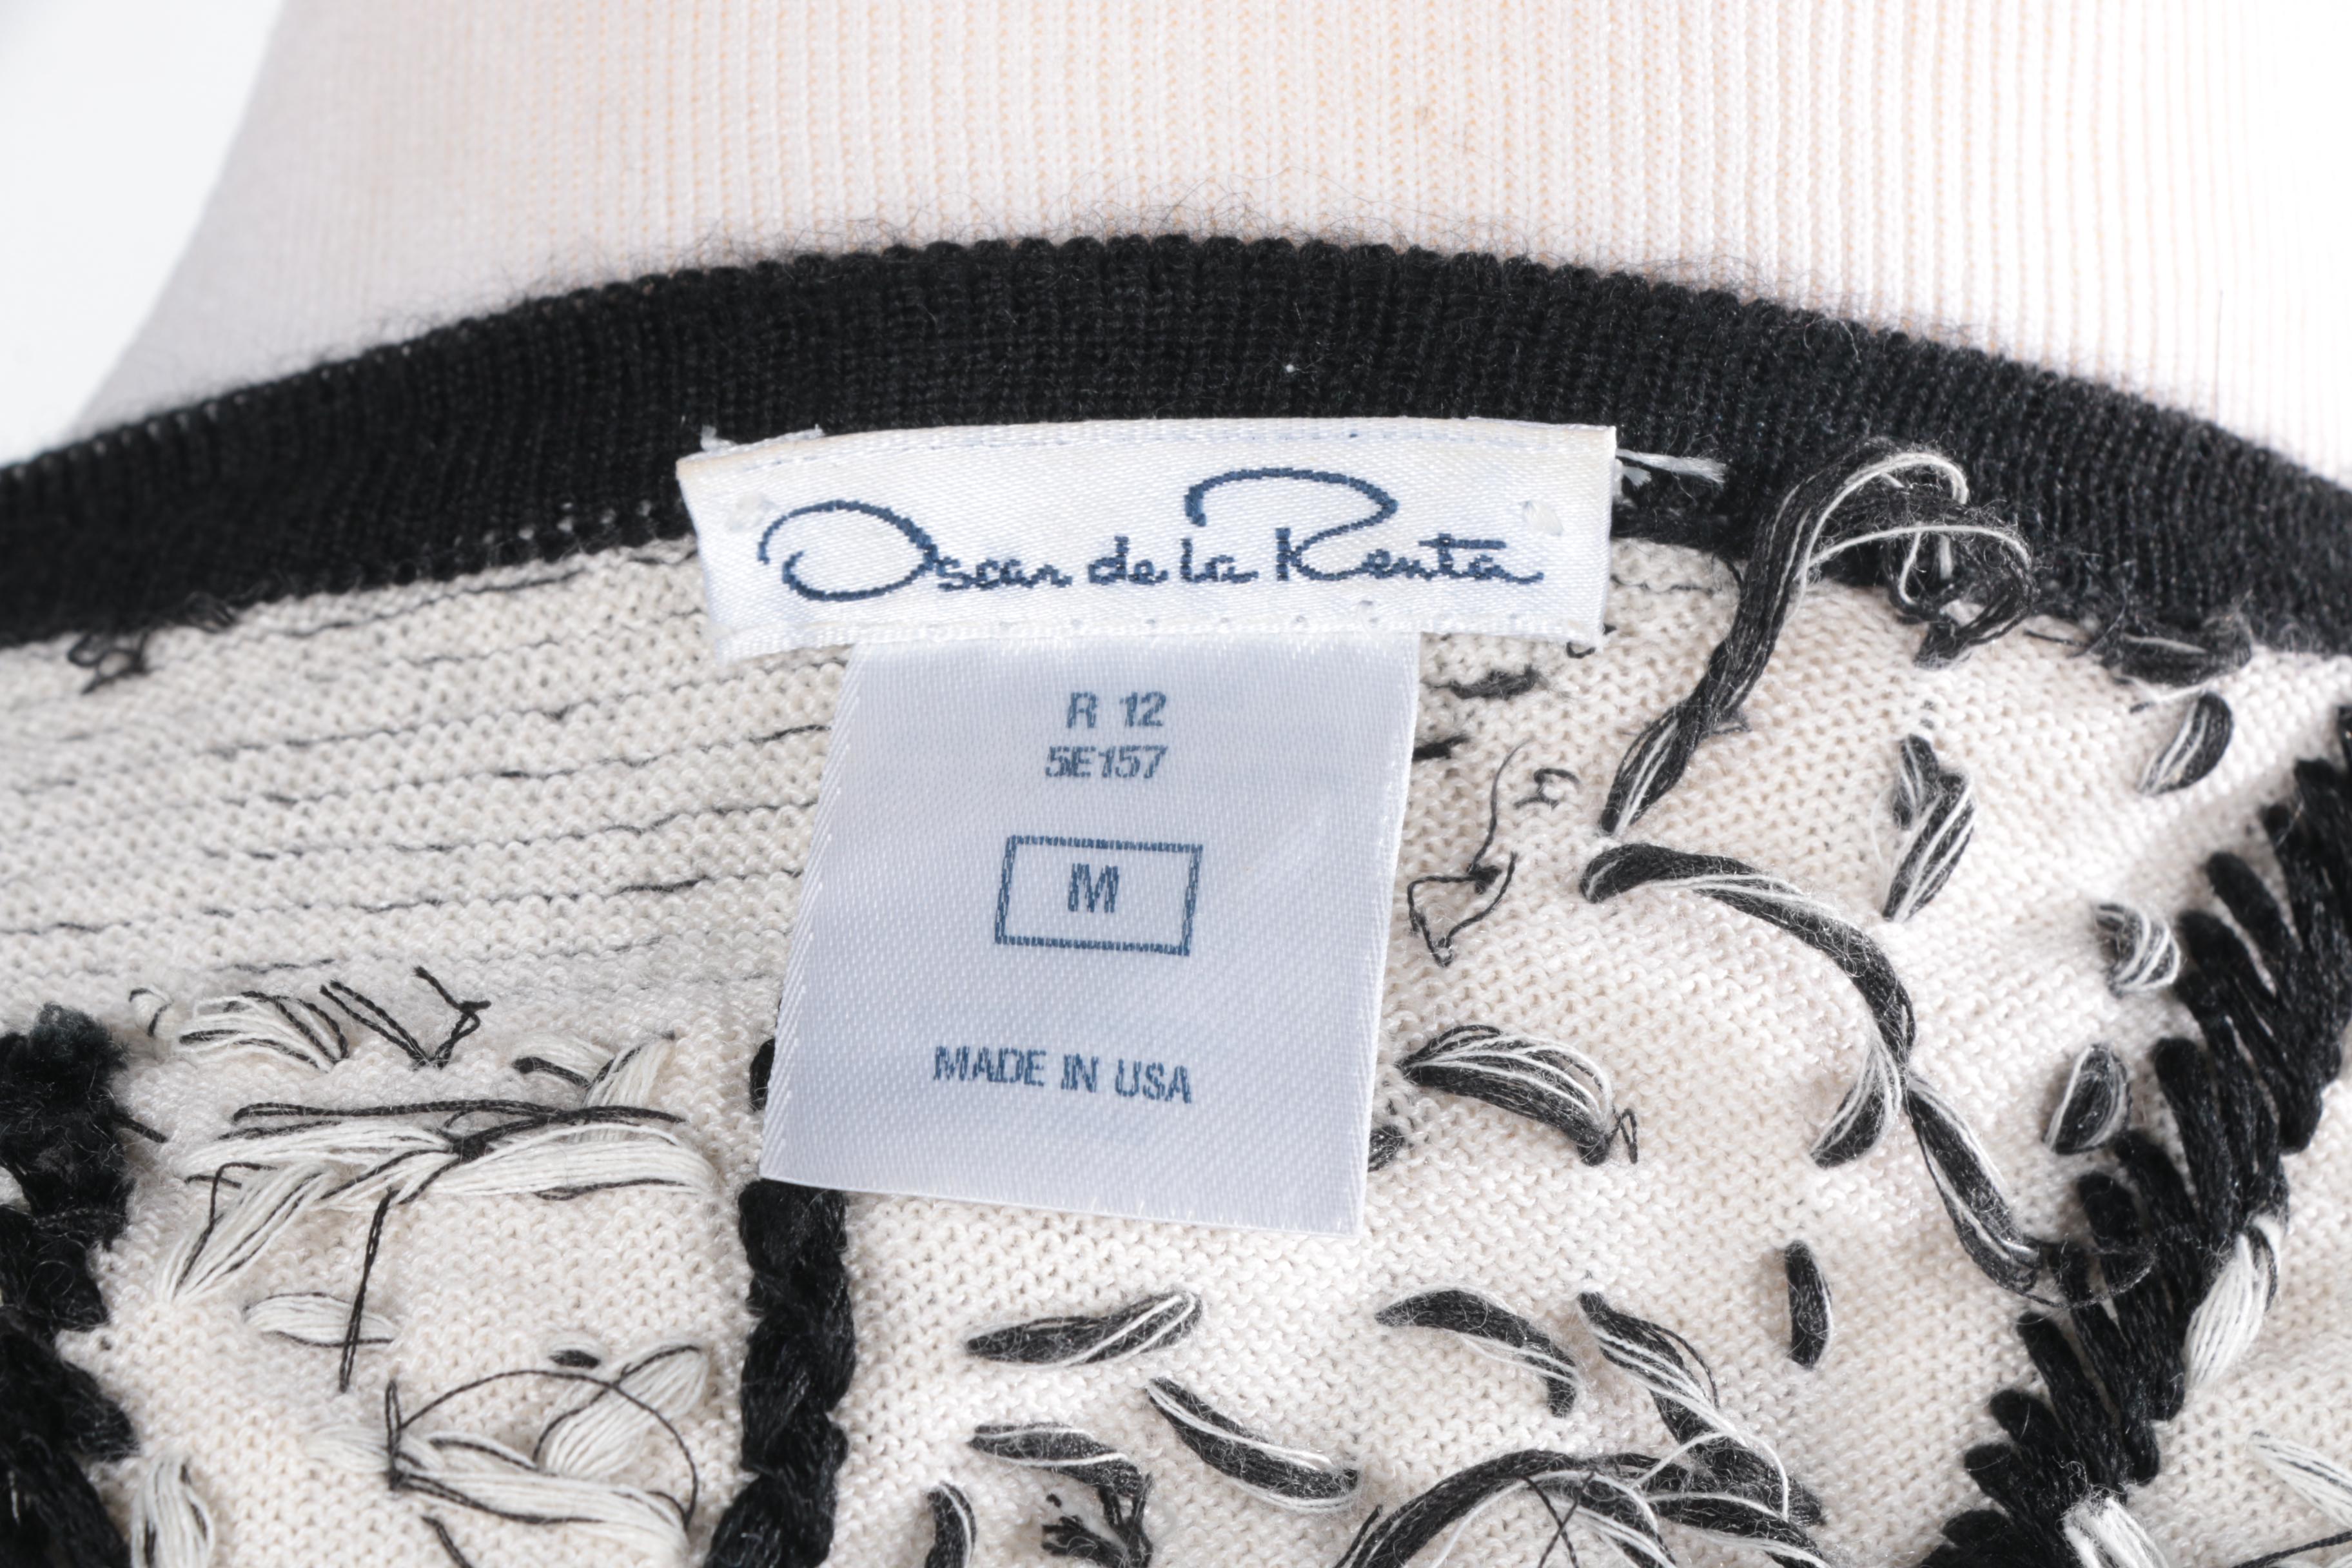 Oscar de la Renta
R 12
5E157
M
MADE IN USA